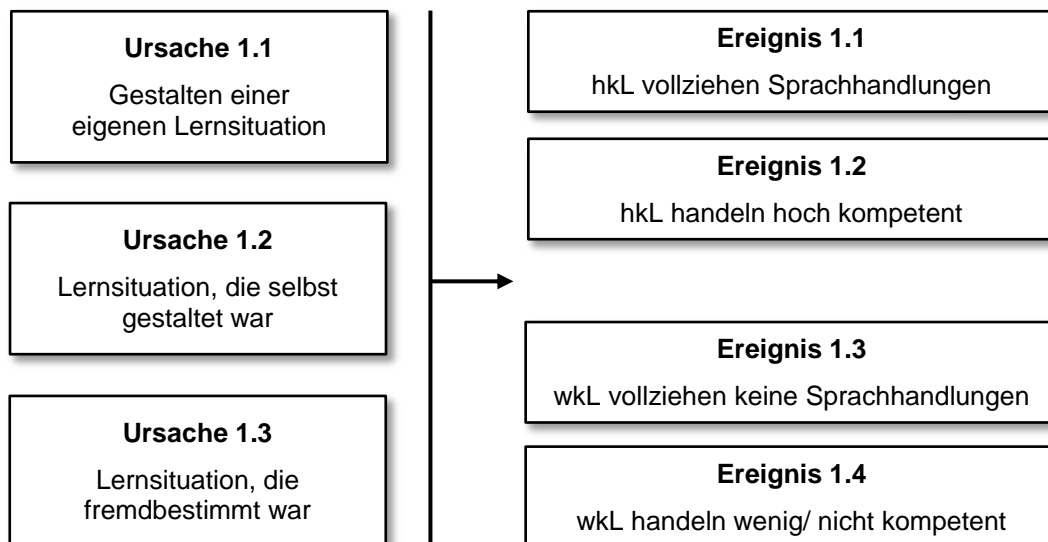 Ursache 1.1
Gestalten einer
eigenen Lernsituation
Ursache 1.2
Lernsituation, die selbst
gestaltet war
Ursache 1.3
Lernsituation, die
fremdbestimmt war
Ereignis 1.1
hkL vollziehen Sprachhandlungen
Ereignis 1.2
hkL handeln hoch kompetent
Ereignis 1.3
wkL vollziehen keine Sprachhandlungen
Ereignis 1.4
wkL handeln wenig/ nicht kompetent